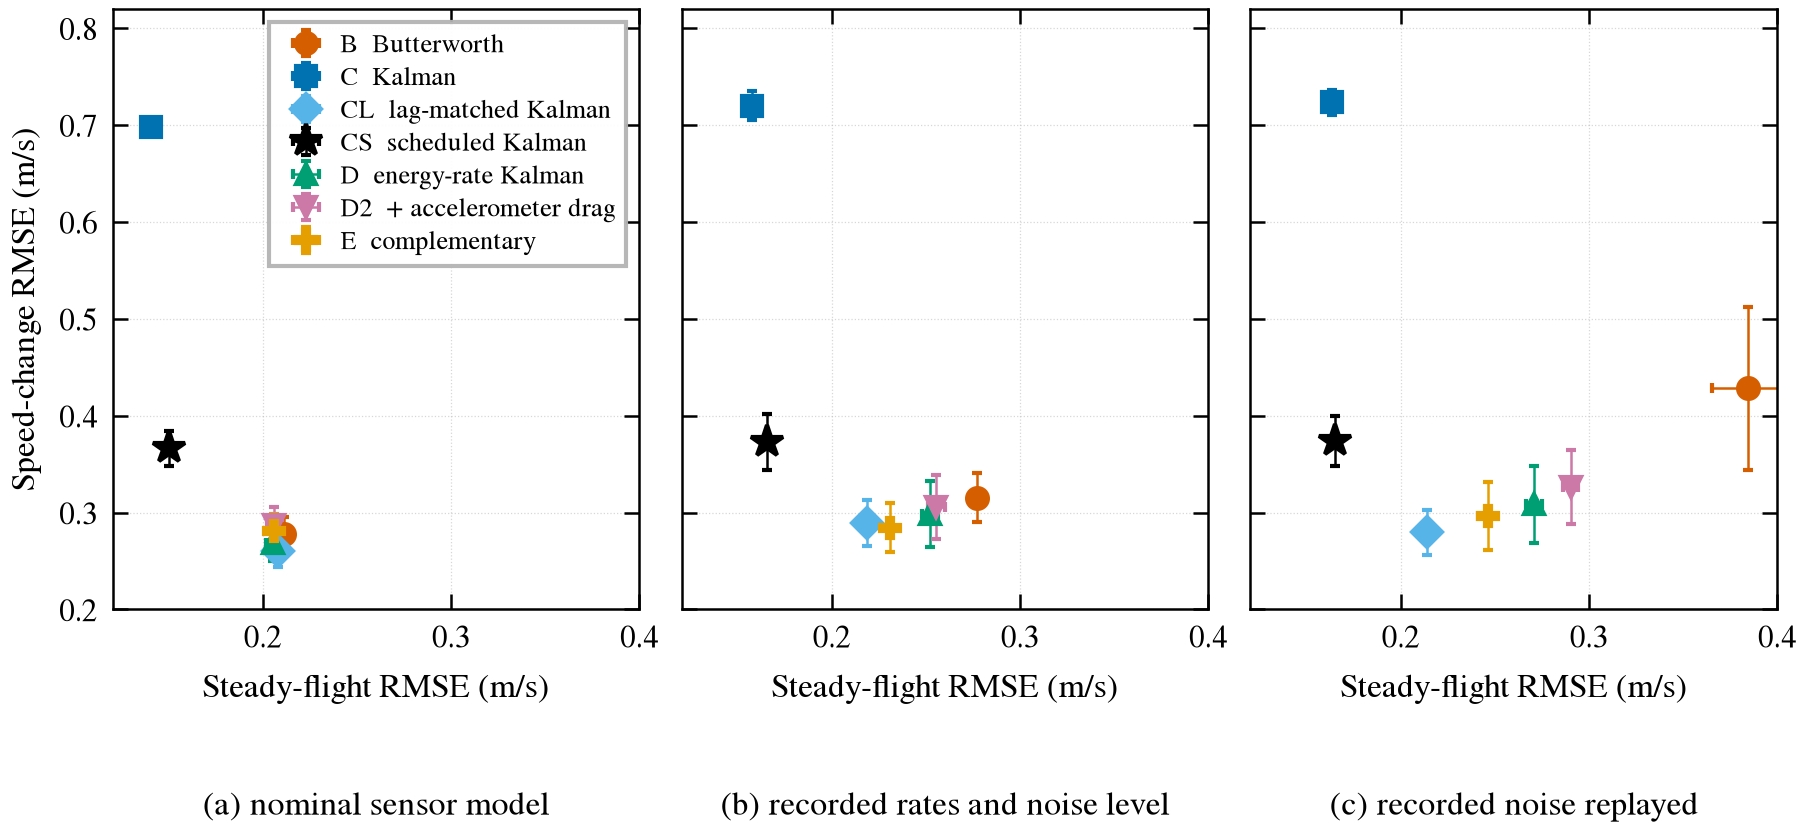 Speed-change RMSE (m/s)
0.8
0.7
0.6
0.5
0.4
0.3
0.2
B Butterworth
C Kalman
CL lag-matched Kalman
CS scheduled Kalman
D energy-rate Kalman
D2 + accelerometer drag
E complementary
0.2 0.3 0.4
0.2 0.3 0.4
0.2 0.3 0.4
Steady-flight RMSE (m/s)
Steady-flight RMSE (m/s)
Steady-flight RMSE (m/s)
(a) nominal sensor model
(b) recorded rates and noise level
(c) recorded noise replayed